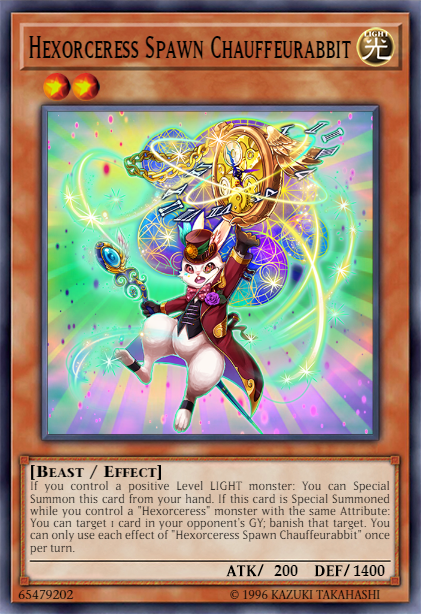 Hexorceress Spawn Chauffeurabbit
LIGHT
光
[Beast / Effect]
If you control a positive Level LIGHT monster: You can Special
Summon this card from your hand. If this card is Special Summoned
while you control a "Hexorceress" monster with the same Attribute:
You can target 1 card in your opponent's GY; banish that target. You
can only use each effect of "Hexorceress Spawn Chauffeurabbit" once
per turn.
ATK/ 200 DEF/1400
65479202
© 1996 KAZUKI TAKAHASHI